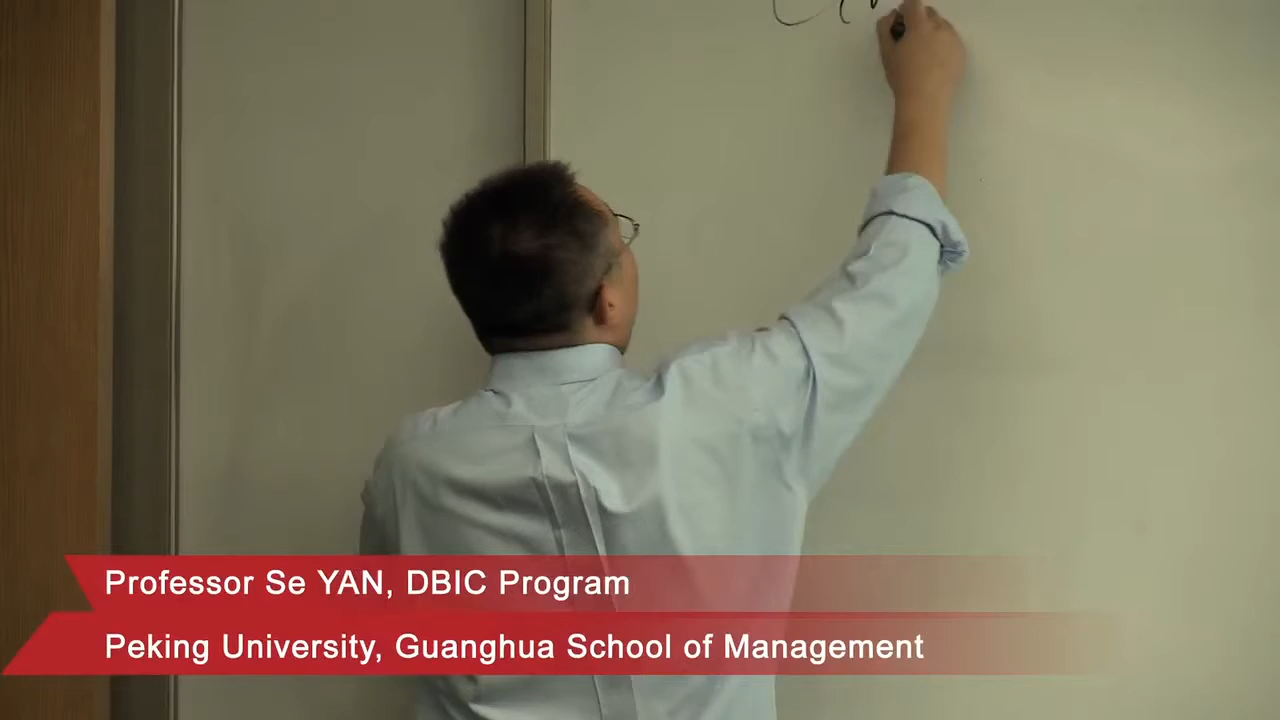 Professor Se YAN, DBIC Program
Peking University, Guanghua School of Management